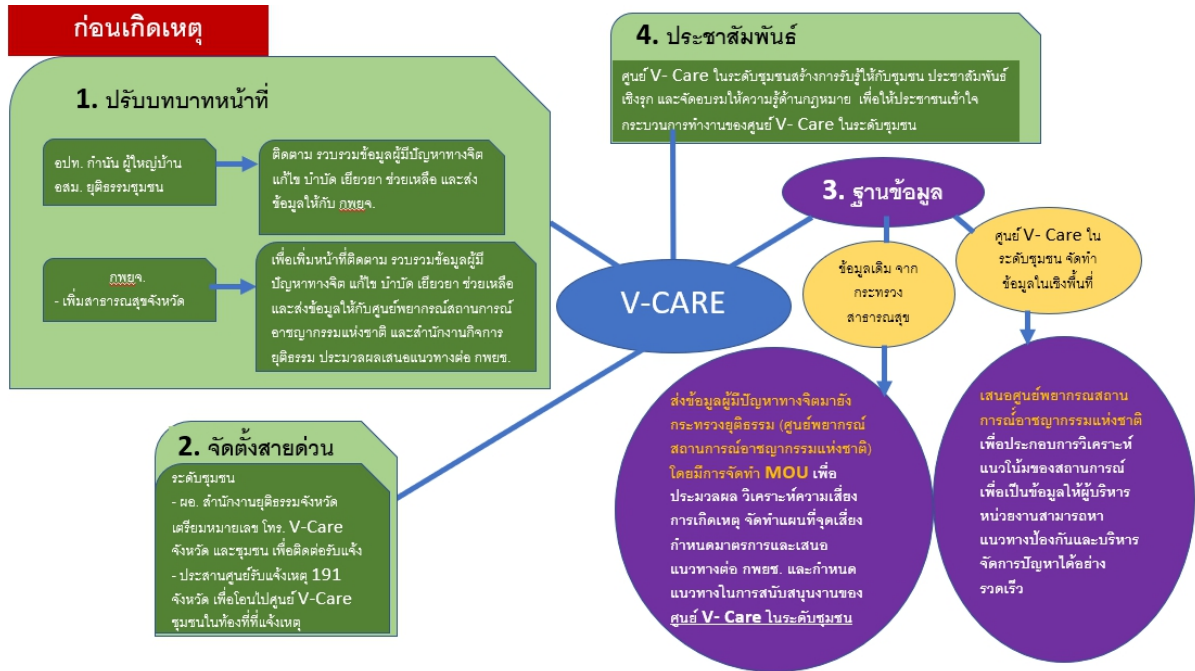 ก่อนเกิดเหตุ
1. ปรับบทบาทหน้าที่
อปท. กำนัน ผู้ใหญ่บ้าน
อสม. ยุติธรรมชุมชน
ติดตาม รวบรวมข้อมูลผู้มีปัญหาทางจิต
แก้ไข บำบัด เยียวยา ช่วยเหลือ และส่ง
ข้อมูลให้กับ กพยจ.
กพยจ.
- เพิ่มสาธารณสุขจังหวัด
เพื่อเพิ่มหน้าที่ติดตาม รวบรวมข้อมูลผู้มี
ปัญหาทางจิต แก้ไข บำบัด เยียวยา ช่วยเหลือ
และส่งข้อมูลให้กับศูนย์พยากรณ์สถานการณ์
อาชญากรรมแห่งชาติ และสำนักงานกิจการ
ยุติธรรม ประมวลผลเสนอแนวทางต่อ กพยช.
2. จัดตั้งสายด่วน
ระดับชุมชน
- ผอ. สำนักงานยุติธรรมจังหวัด
เตรียมหมายเลข โทร. V-Care
จังหวัด และชุมชน เพื่อติดต่อรับแจ้ง
- ประสานศูนย์รับแจ้งเหตุ 191
จังหวัด เพื่อโอนไปศูนย์ V-Care
ชุมชนในท้องที่ที่แจ้งเหตุ
V-CARE
4. ประชาสัมพันธ์
ศูนย์ V- Care ในระดับชุมชนสร้างการรับรู้ให้กับชุมชน ประชาสัมพันธ์
เชิงรุก และจัดอบรมให้ความรู้ด้านกฎหมาย เพื่อให้ประชาชนเข้าใจ
กระบวนการทำงานของศูนย์ V- Care ในระดับชุมชน
3. ฐานข้อมูล
ข้อมูลเดิม จาก
กระทรวง
สาธารณสุข
ศูนย์ V- Care ใน
ระดับชุมชน จัดทำ
ข้อมูลในเชิงพื้นที่
ส่งข้อมูลผู้มีปัญหาทางจิตมายัง
กระทรวงยุติธรรม (ศูนย์พยากรณ์
สถานการณ์อาชญากรรมแห่งชาติ)
โดยมีการจัดทำ MOU เพื่อ
ประมวลผล วิเคราะห์ความเสี่ยง
การเกิดเหตุ จัดทำแผนที่จุดเสี่ยง
กำหนดมาตรการและเสนอ
แนวทางต่อ กพยช. และกำหนด
แนวทางในการสนับสนุนงานของ
ศูนย์ V- Care ในระดับชุมชน
เสนอศูนย์พยากรณสถาน
การณ์อาชญากรรมแห่งชาติ
เพื่อประกอบการวิเคราะห์
แนวโน้มของสถานการณ์
เพื่อเป็นข้อมูลให้ผู้บริหาร
หน่วยงานสามารถหา
แนวทางป้องกันและบริหาร
จัดการปัญหาได้อย่าง
รวดเร็ว